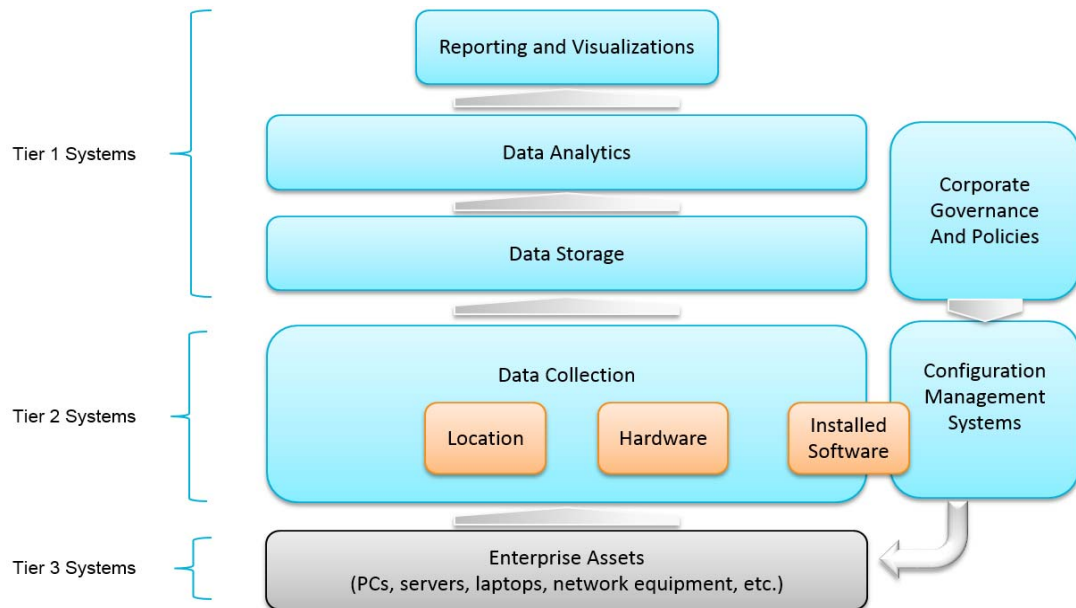 Reporting and Visualizations
Tier 1 Systems
Data Analytics
Corporate
Governance
And Policies
Data Storage
Tier 2 Systems
Data Collection
Location
Hardware
Installed
Software
Configuration
Management
Systems
Tier 3 Systems
Enterprise Assets
(PCs, servers, laptops, network equipment, etc.)